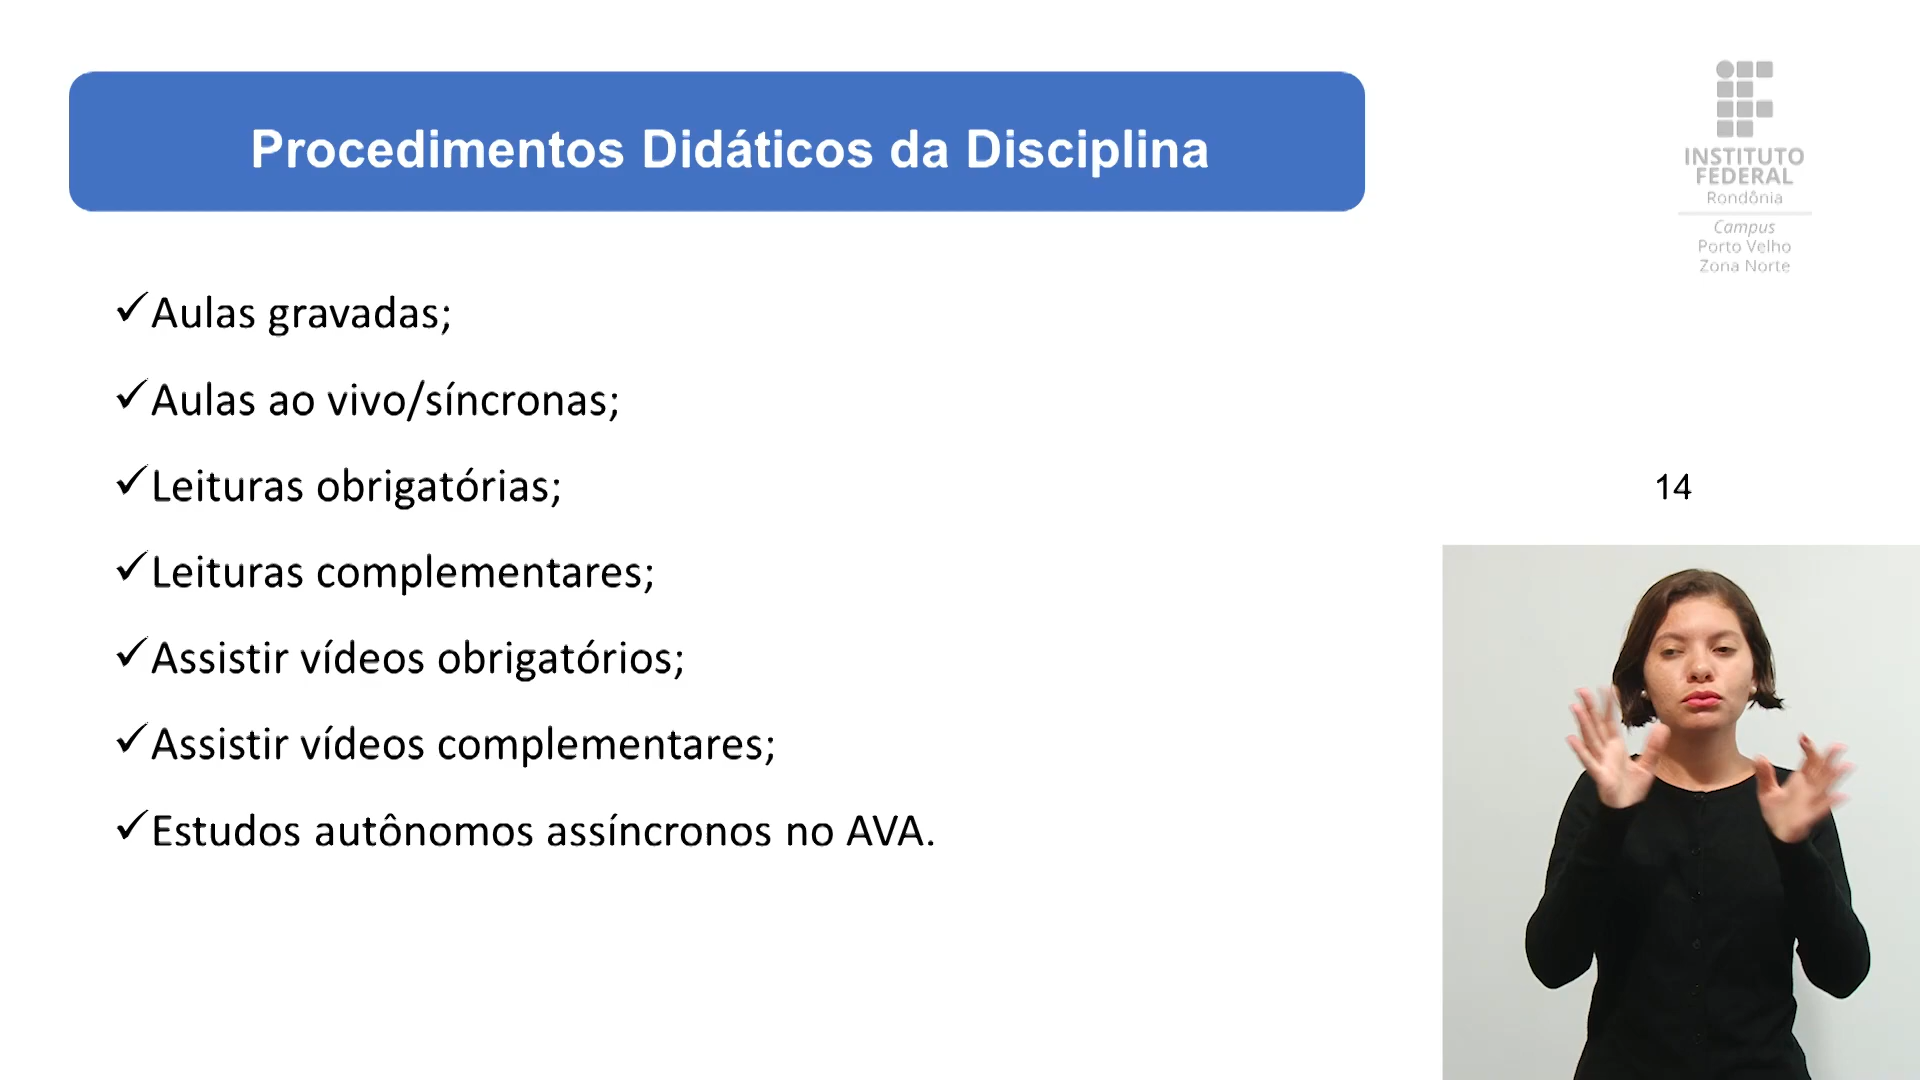 Procedimentos Didáticos da Disciplina
INSTITUTO
FEDERAL
Rondônia
Campus
Porto Velho
Zona Norte
✓Aulas gravadas;
✓Aulas ao vivo/síncronas;
✓Leituras obrigatórias;
✓Leituras complementares;
✓Assistir vídeos obrigatórios;
✓Assistir vídeos complementares;
✓Estudos autônomos assíncronos no AVA.
14